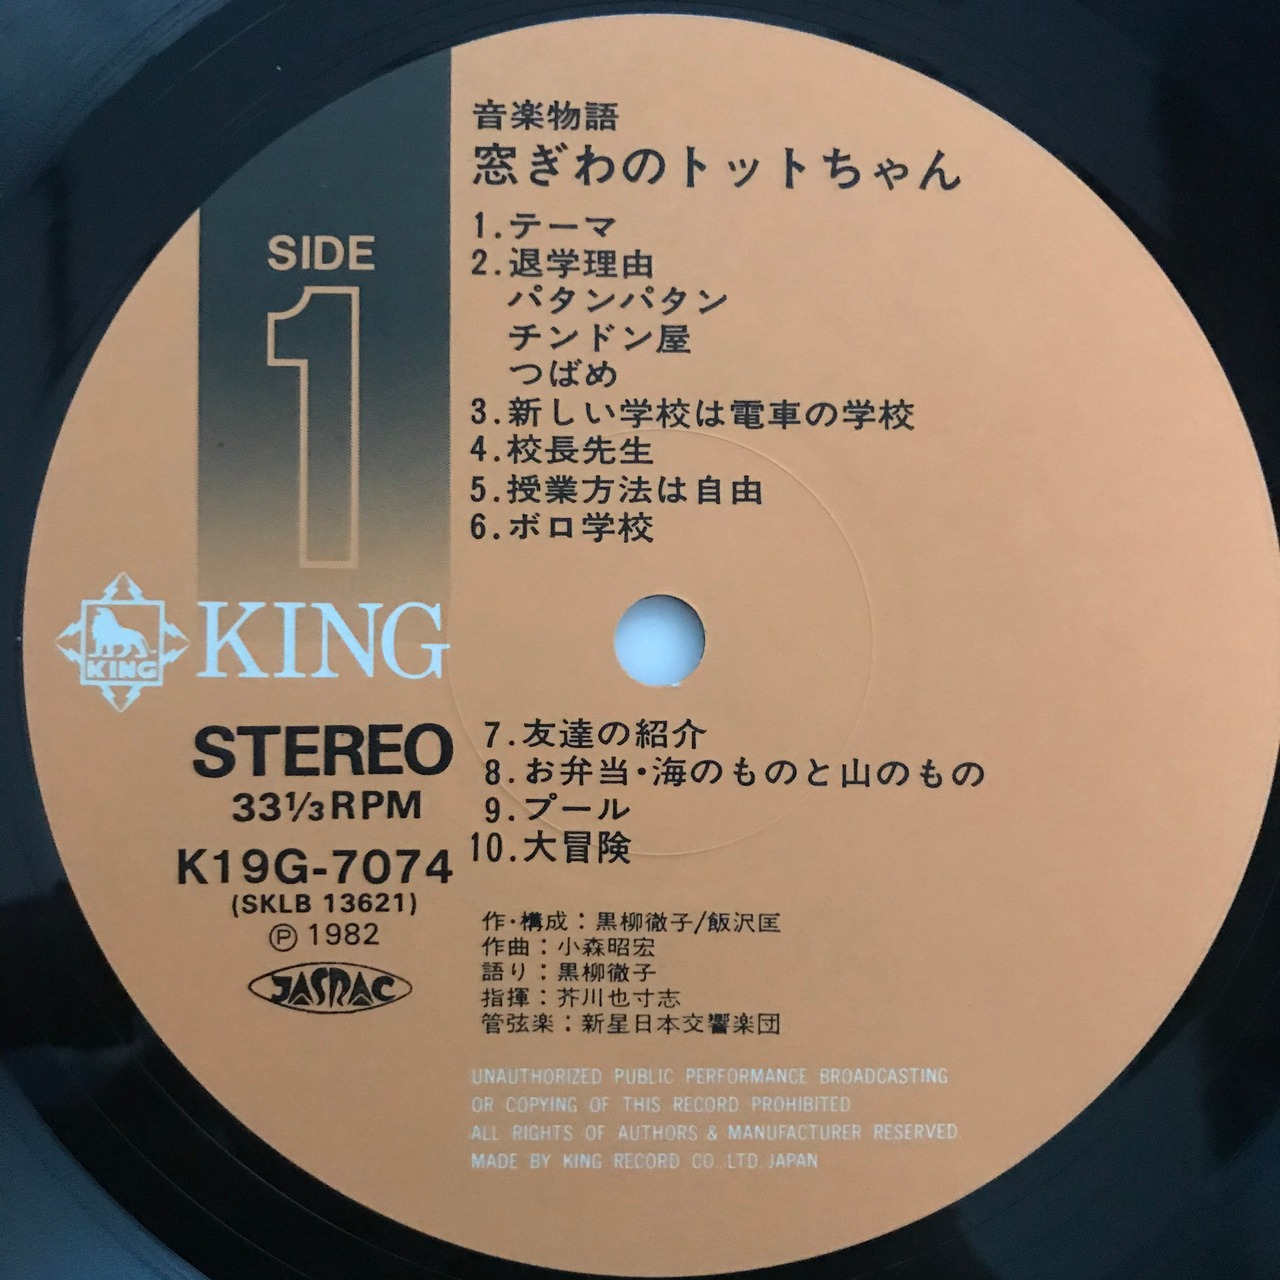 音楽物語
窓ぎわのトットちゃん
1.テーマ
2.退学理由
パタンパタン
チンドン屋
つばめ
3.新しい学校は電車の学校
4.校長先生
5.授業方法は自由
6.ボロ学校
SIDE
1
KING
KING
STEREO
33⅓RPM
K19G-7074
(SKLB 13621)
Ⓟ 1982
JASRAC
7.友達の紹介
8.お弁当・海のものと山のもの
9.プール
10.大冒険
作・構成：黒柳徹子/飯沢匡
作曲：小森昭宏
語り：黒柳徹子
指揮：芥川也寸志
管弦楽：新星日本交響楽団
UNAUTHORIZED PUBLIC PERFORMANCE BROADCASTING
OR COPYING OF THIS RECORD PROHIBITED
ALL RIGHTS OF AUTHORS & MANUFACTURER RESERVED
MADE BY KING RECORD CO.,LTD.JAPAN